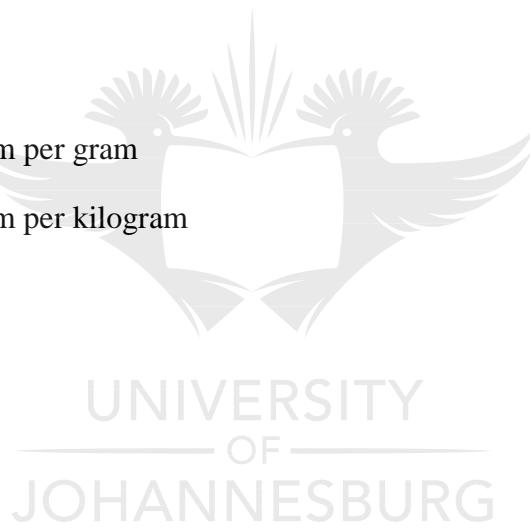 m per gram
m per kilogram
UNIVERSITY
OF
JOHANNESBURG